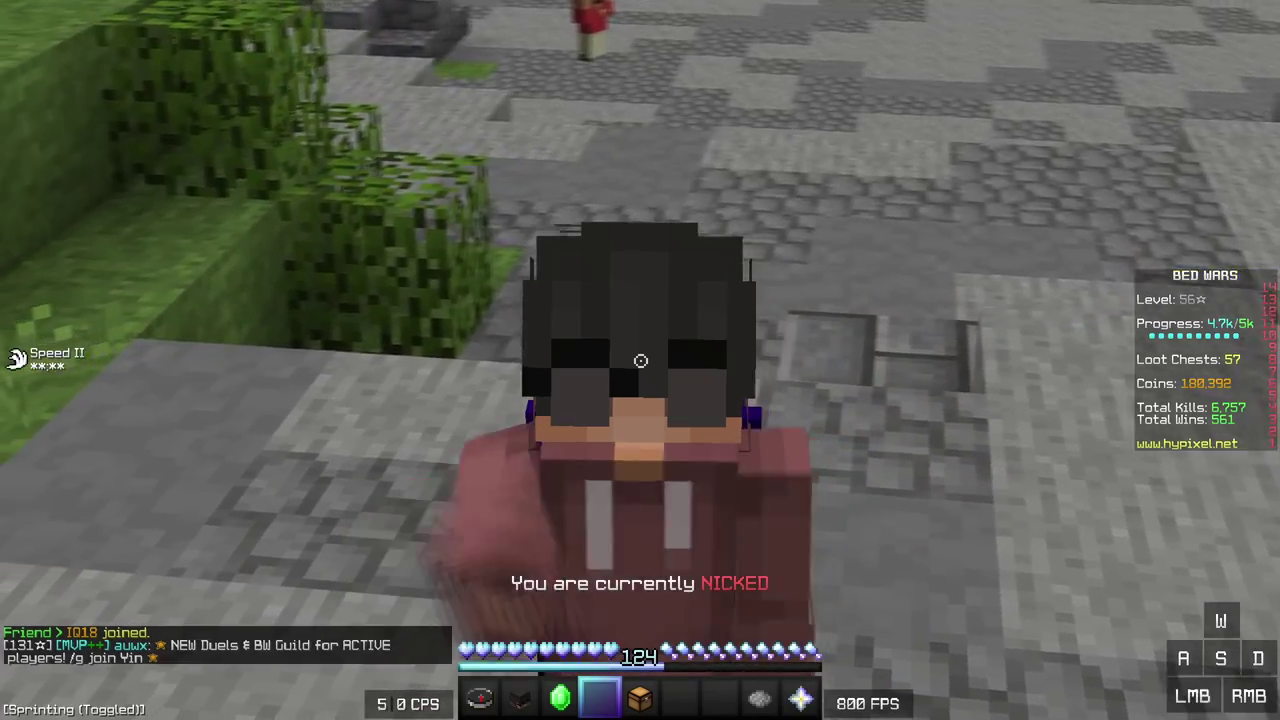 BED WARS
Level: 56☆
Progress: 4.7k/5k
Loot Chests: 57
Coins: 180,392
Total Kills: 6,757
Total Wins: 561
www.hypixel.net
Speed II
**:**
You are currently NICKED
Friend > IQ18 joined.
[131☆] [MVP++] auwx: ✭ NEW Duels & BW Guild for ACTIVE
players! /g join Yin ✭
[Sprinting (Toggled)]
124
5 | 0 CPS
800 FPS
W
A S D
LMB RMB